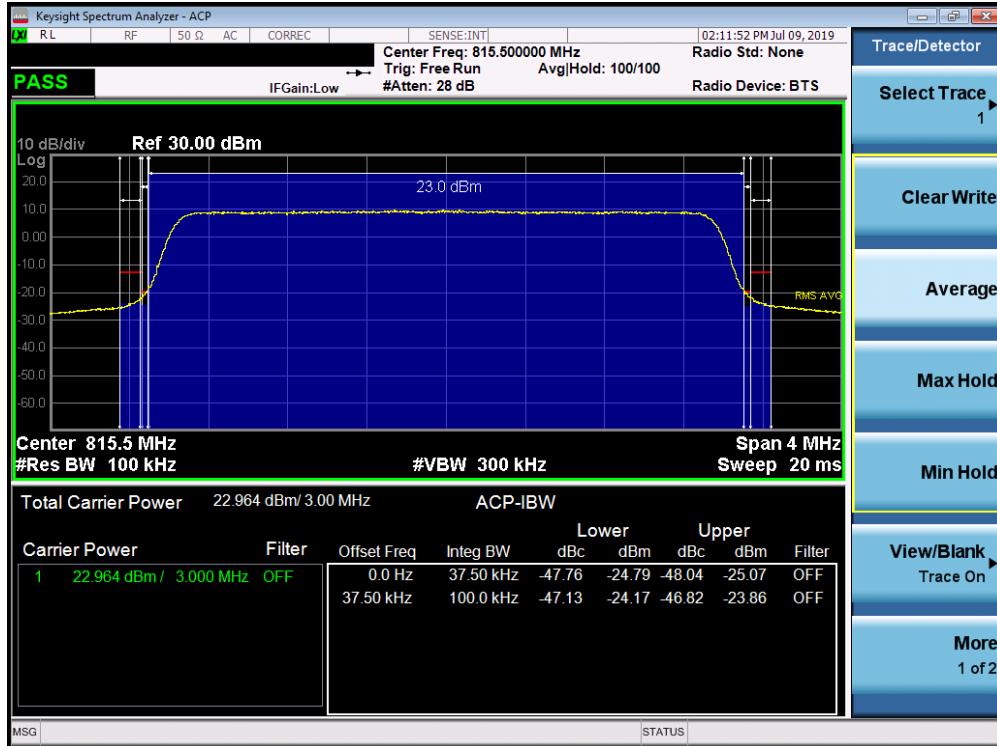 Keysight Spectrum Analyzer - ACP
LXI RL RF 50 Ω AC CORREC SENSE:INT 02:11:52 PM Jul 09, 2019
Center Freq: 815.500000 MHz Radio Std: None
Trig: Free Run Avg|Hold: 100/100
PASS IFGain:Low #Atten: 28 dB Radio Device: BTS
10 dB/div Ref 30.00 dBm
Log
20.0
10.0
0.00
-10.0
-20.0
-30.0
-40.0
-50.0
-60.0
23.0 dBm
RMS AVG
Center 815.5 MHz Span 4 MHz
#Res BW 100 kHz #VBW 300 kHz Sweep 20 ms
Total Carrier Power 22.964 dBm/ 3.00 MHz ACP-IBW
Lower Upper
Carrier Power Filter Offset Freq Integ BW dBc dBm dBc dBm Filter
1 22.964 dBm / 3.000 MHz OFF 0.0 Hz 37.50 kHz -47.76 -24.79 -48.04 -25.07 OFF
37.50 kHz 100.0 kHz -47.13 -24.17 -46.82 -23.86 OFF
MSG STATUS
Trace/Detector
Select Trace
1
Clear Write
Average
Max Hold
Min Hold
View/Blank
Trace On
More
1 of 2